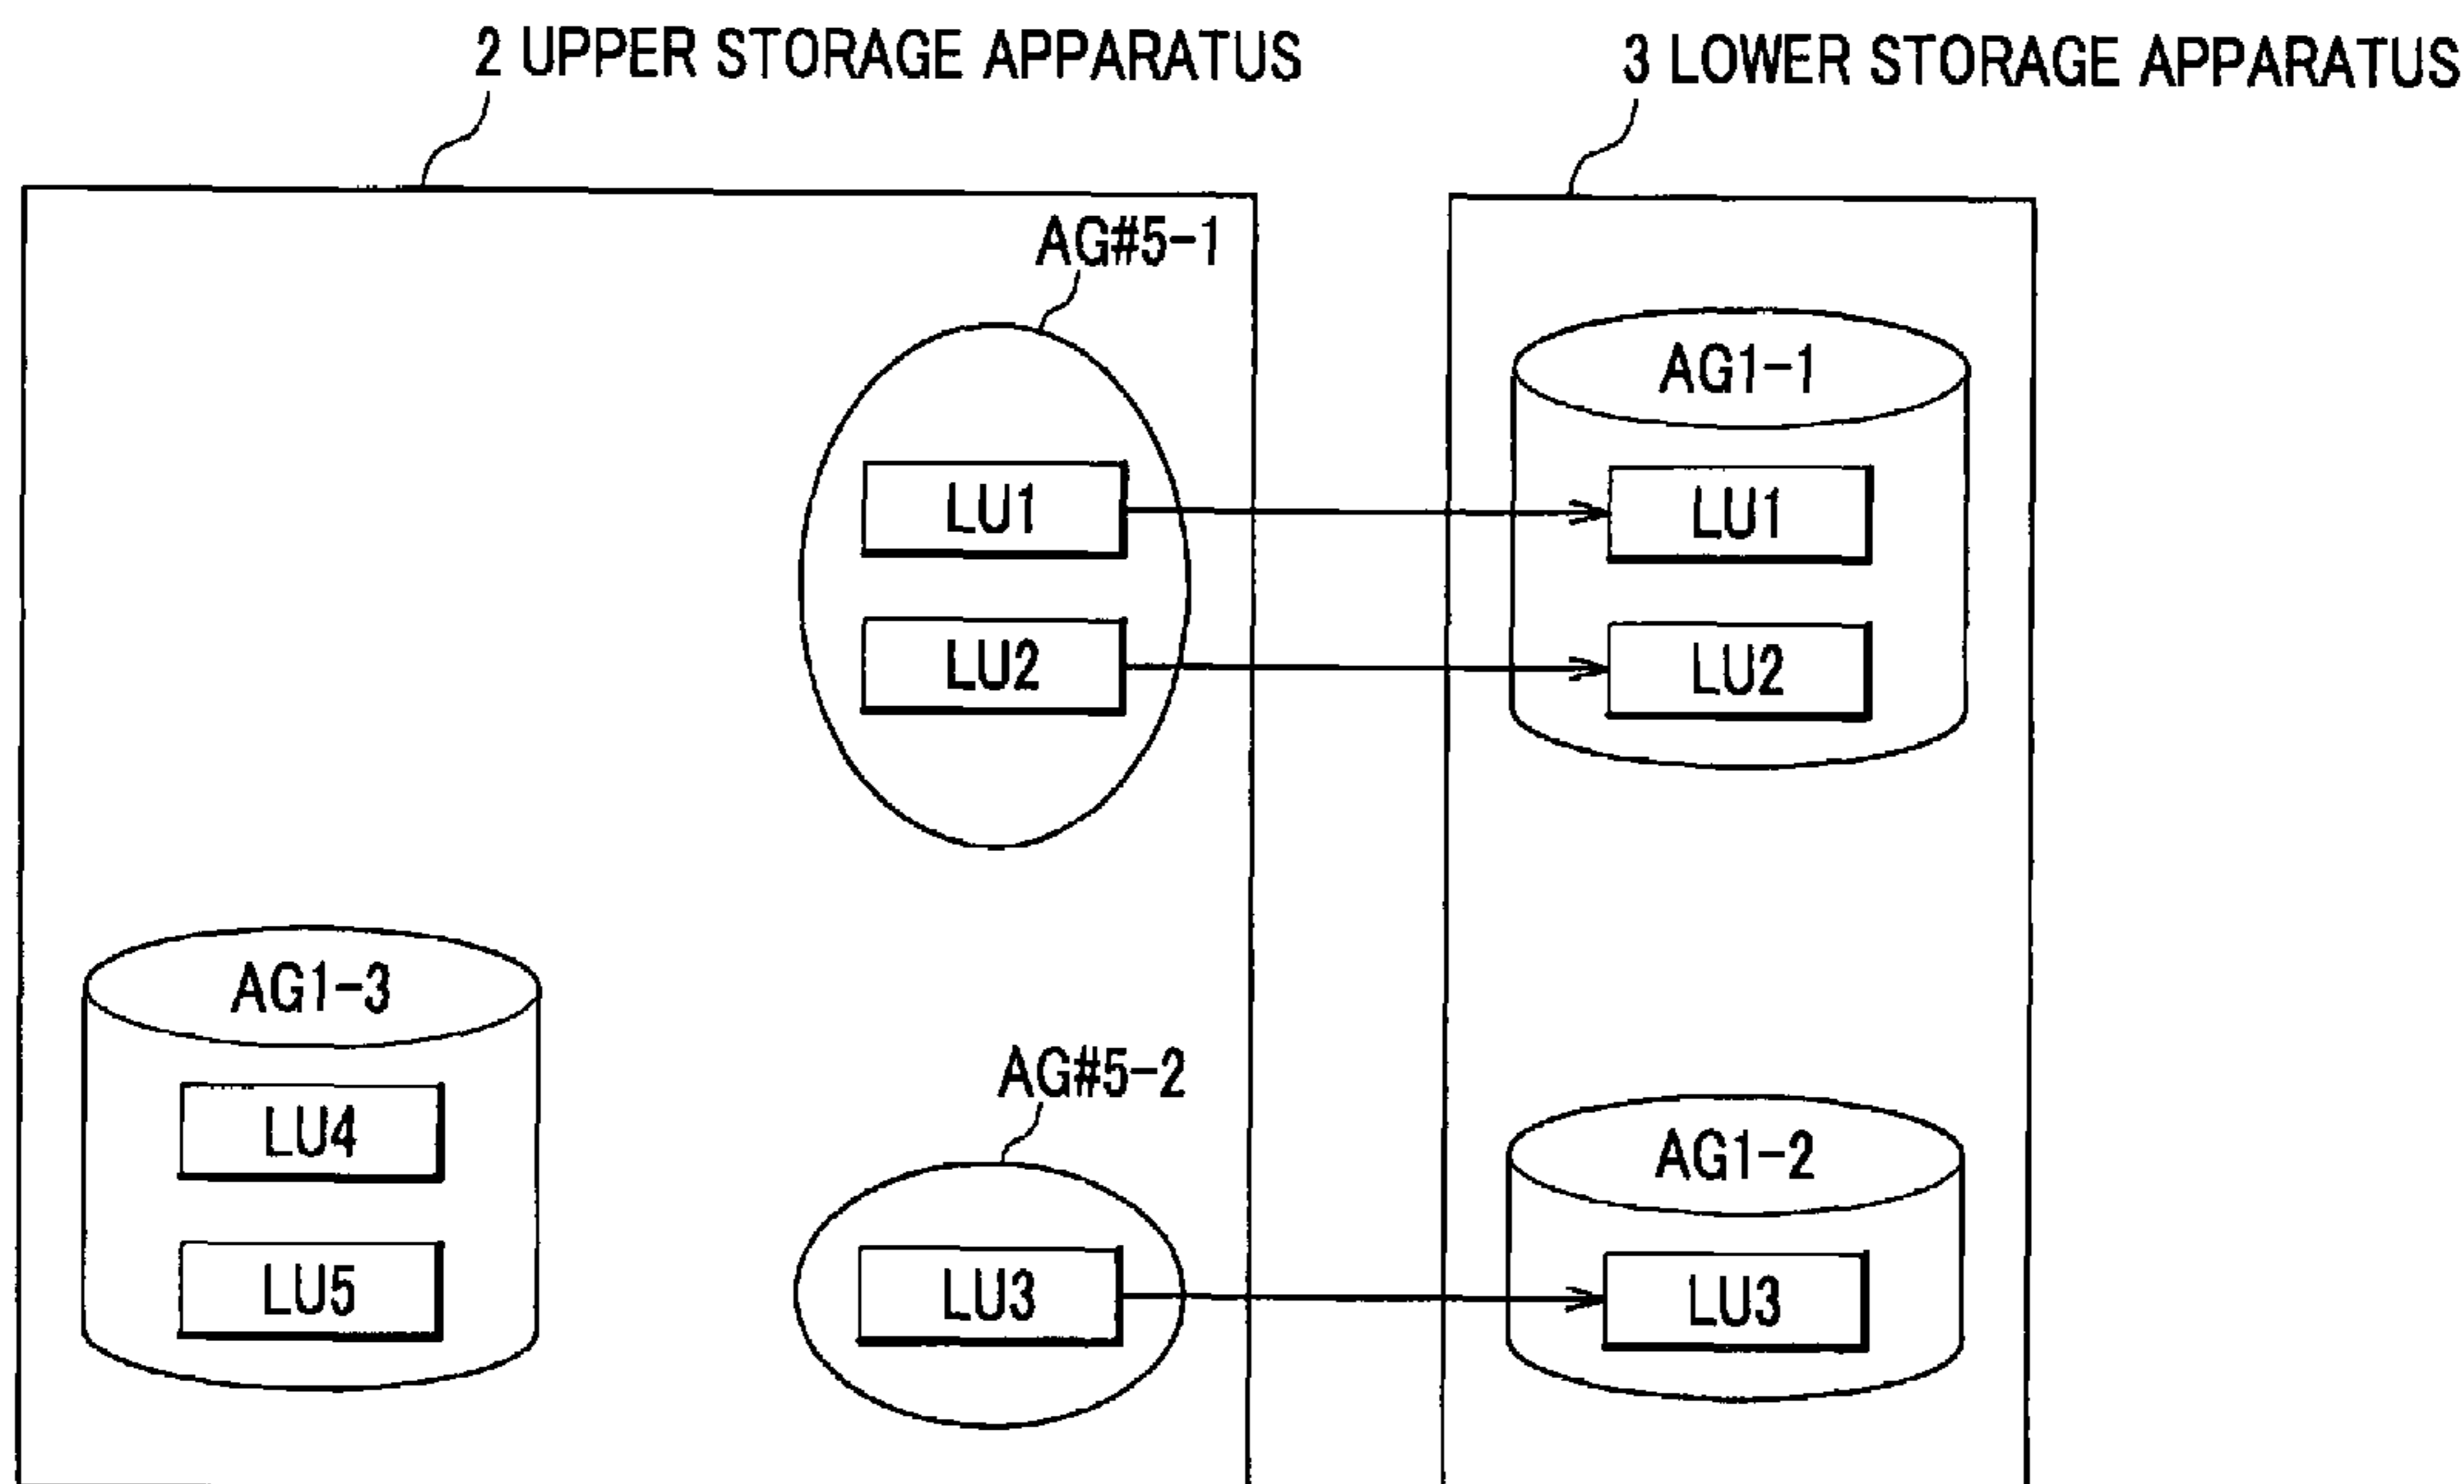 2 UPPER STORAGE APPARATUS
3 LOWER STORAGE APPARATUS
AG#5-1
AG1-1
LU1
LU1
LU2
LU2
AG1-3
AG#5-2
LU4
AG1-2
LU5
LU3
LU3